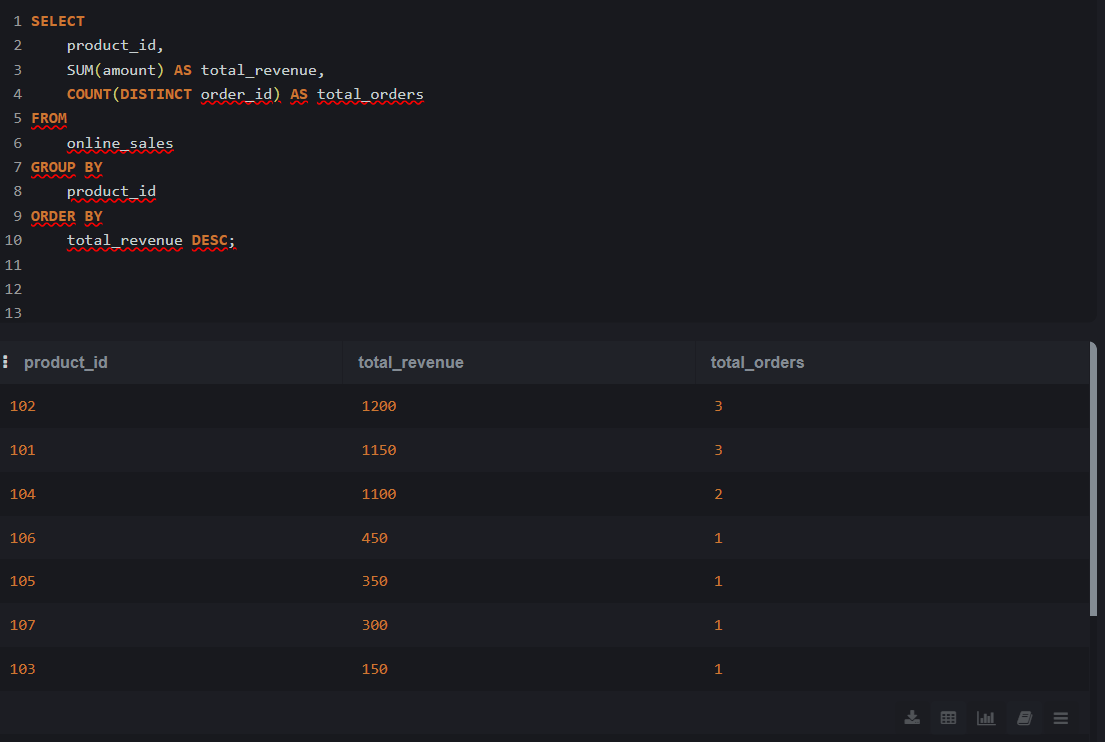 1 SELECT
2 product_id,
3 SUM(amount) AS total_revenue,
4 COUNT(DISTINCT order_id) AS total_orders
5 FROM
6 online_sales
7 GROUP BY
8 product_id
9 ORDER BY
10 total_revenue DESC;
11
12
13
product_id total_revenue total_orders
102 1200 3
101 1150 3
104 1100 2
106 450 1
105 350 1
107 300 1
103 150 1